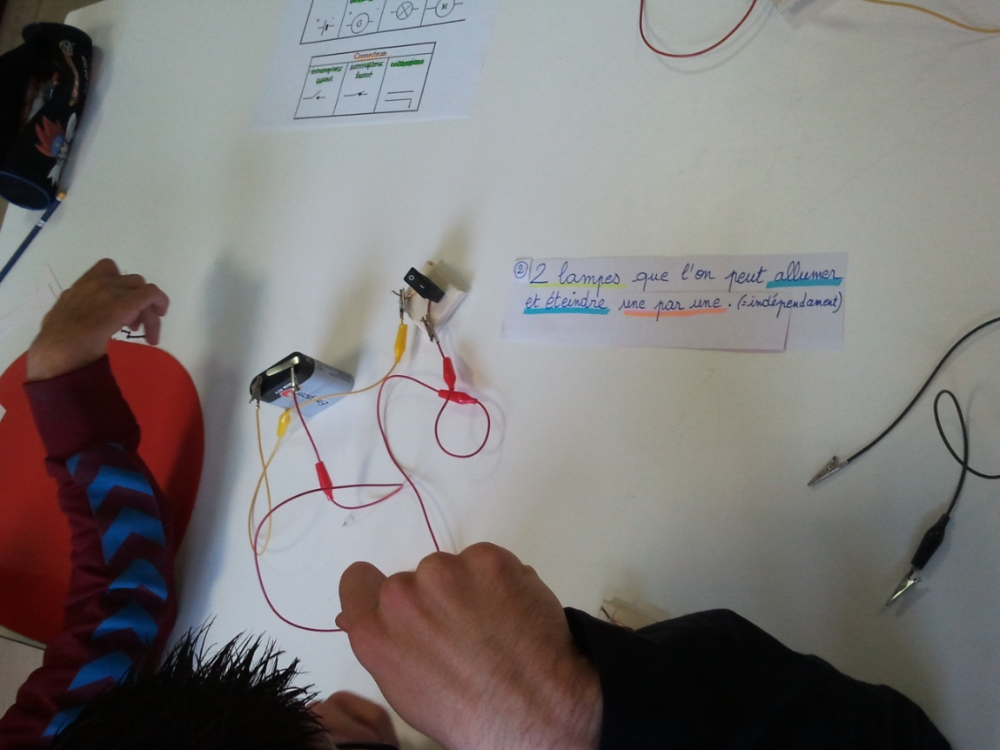 G
M
Connecteurs
interrupteur interrupteur connexions
ouvert fermé
② 2 lampes que l'on peut allumer
et éteindre une par une. (=indépendament)